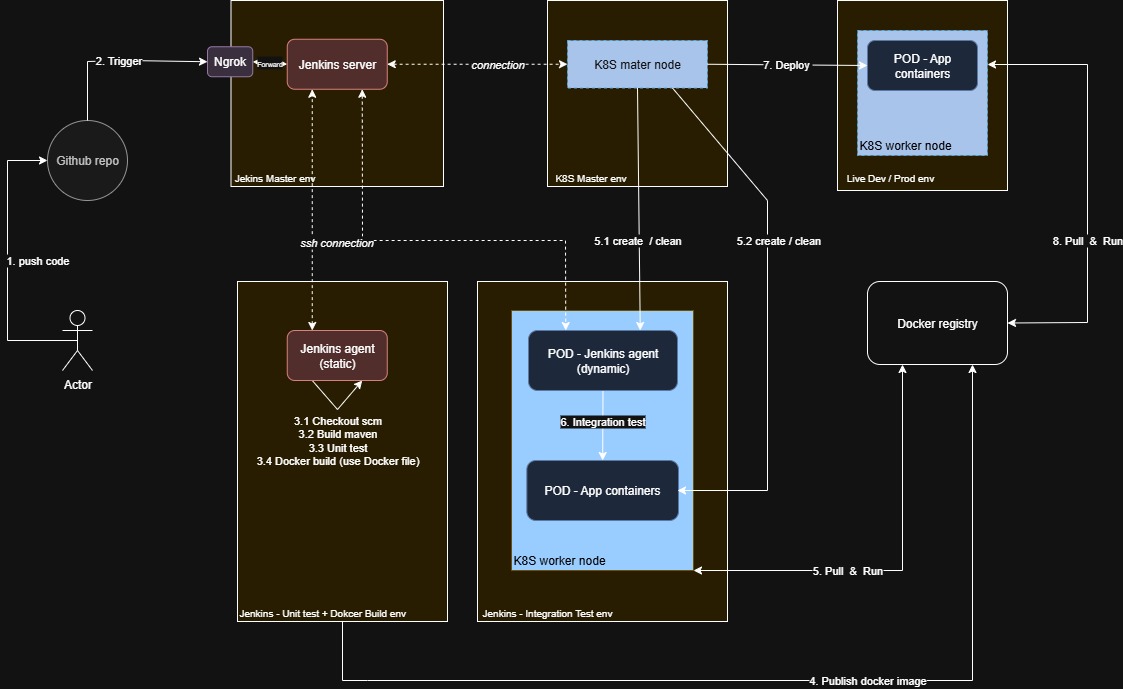 2. Trigger
Ngrok
Forward
Jenkins server
connection
K8S mater node
7. Deploy
POD - App
containers
K8S worker node
Jekins Master env
K8S Master env
Live Dev / Prod env
Github repo
1. push code
Actor
ssh connection
5.1 create / clean
5.2 create / clean
8. Pull & Run
Docker registry
Jenkins agent
(static)
3.1 Checkout scm
3.2 Build maven
3.3 Unit test
3.4 Docker build (use Docker file)
Jenkins - Unit test + Dokcer Build env
POD - Jenkins agent
(dynamic)
6. Integration test
POD - App containers
K8S worker node
Jenkins - Integration Test env
5. Pull & Run
4. Publish docker image